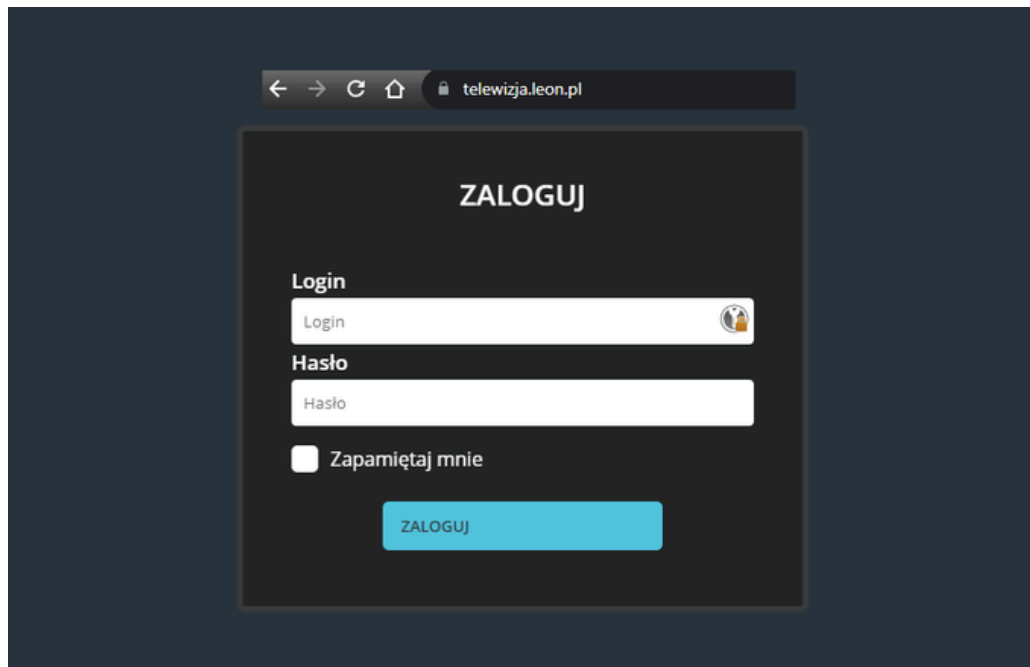 telewizja.leon.pl
ZALOGUJ
Login
Login
Hasło
Hasło
Zapamiętaj mnie
ZALOGUJ